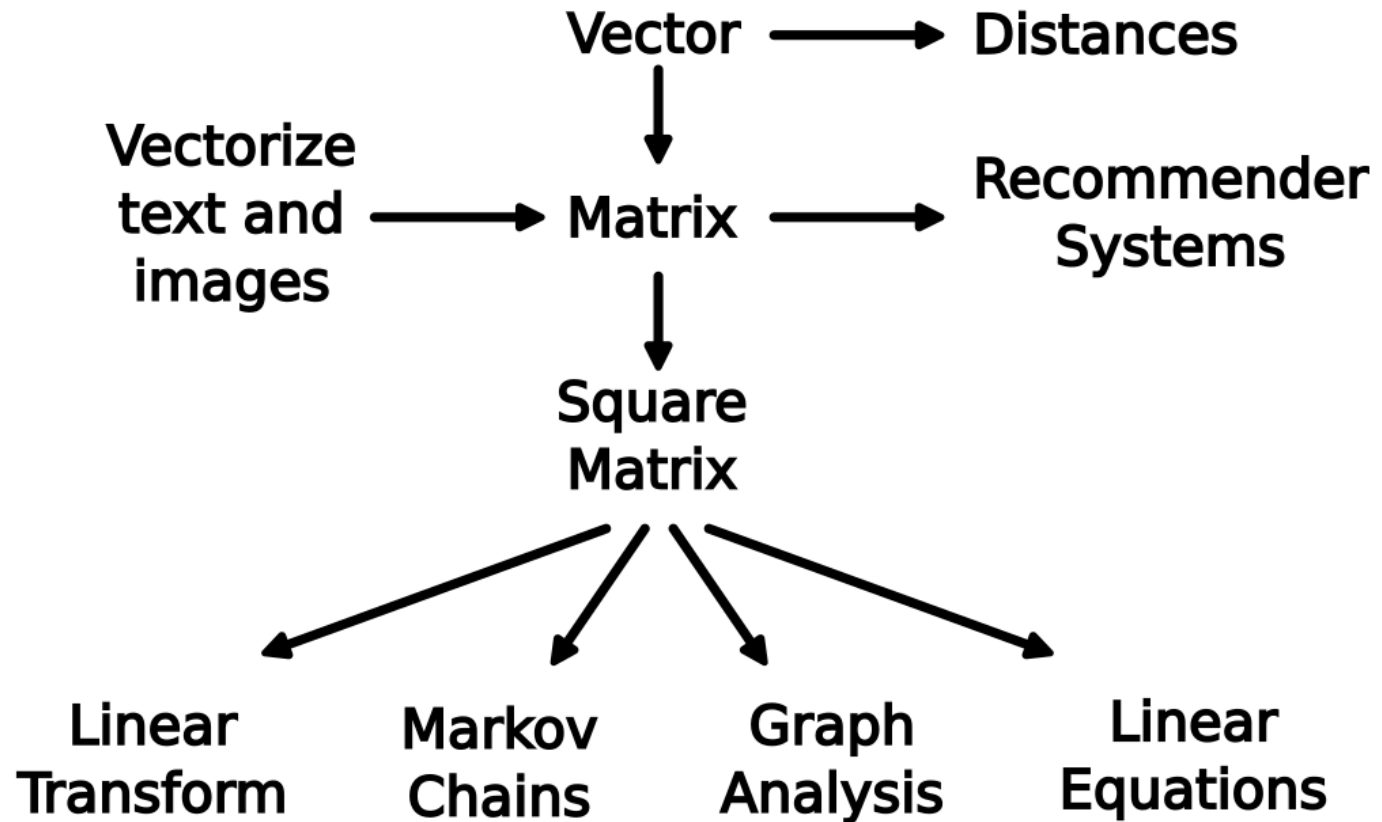 Vector
Distances
Vectorize
text and
images
Matrix
Recommender
Systems
Square
Matrix
Linear
Transform
Markov
Chains
Graph
Analysis
Linear
Equations